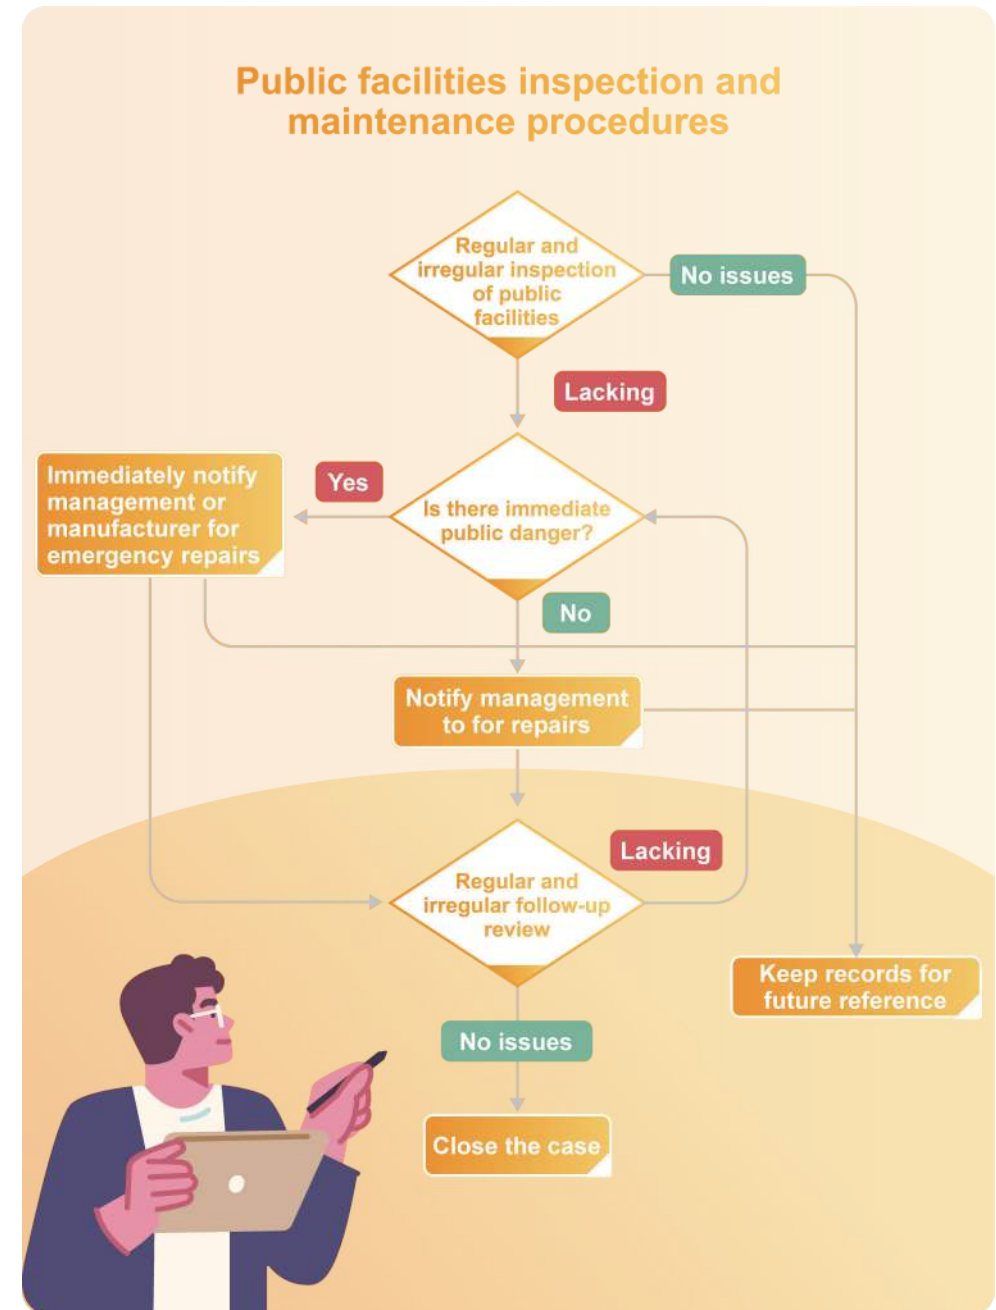 Public facilities inspection and
maintenance procedures
Regular and
irregular inspection
of public
facilities
No issues
Lacking
Immediately notify
management or
manufacturer for
emergency repairs
Yes
Is there immediate
public danger?
No
Notify management
to for repairs
Lacking
Regular and
irregular follow-up
review
Keep records for
future reference
No issues
Close the case